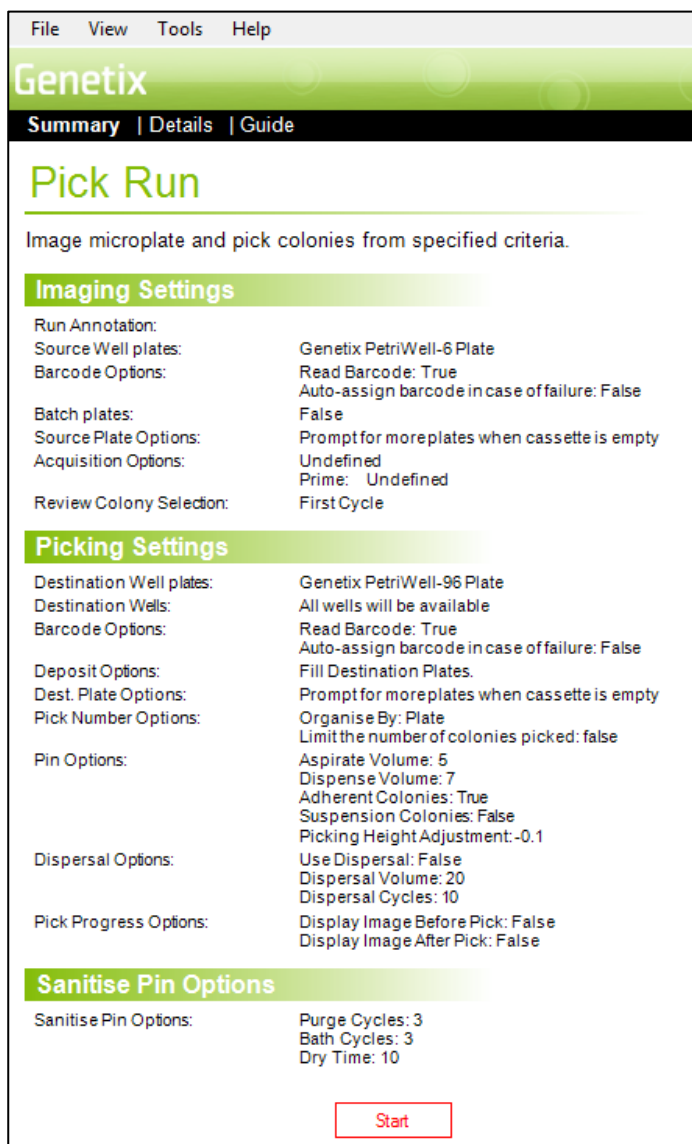 File View Tools Help
Genetix
Summary | Details | Guide
Pick Run
Image microplate and pick colonies from specified criteria.
Imaging Settings
Run Annotation:
Source Well plates: Genetix PetriWell-6 Plate
Barcode Options: Read Barcode: True
Auto-assign barcode in case of failure: False
Batch plates: False
Source Plate Options: Prompt for more plates when cassette is empty
Acquisition Options: Undefined
Prime: Undefined
Review Colony Selection: First Cycle
Picking Settings
Destination Well plates: Genetix PetriWell-96 Plate
Destination Wells: All wells will be available
Barcode Options: Read Barcode: True
Auto-assign barcode in case of failure: False
Deposit Options: Fill Destination Plates.
Dest. Plate Options: Prompt for more plates when cassette is empty
Pick Number Options: Organise By: Plate
Limit the number of colonies picked: false
Pin Options: Aspirate Volume: 5
Dispense Volume: 7
Adherent Colonies: True
Suspension Colonies: False
Picking Height Adjustment: -0.1
Dispersal Options: Use Dispersal: False
Dispersal Volume: 20
Dispersal Cycles: 10
Pick Progress Options: Display Image Before Pick: False
Display Image After Pick: False
Sanitise Pin Options
Sanitise Pin Options: Purge Cycles: 3
Bath Cycles: 3
Dry Time: 10
Start